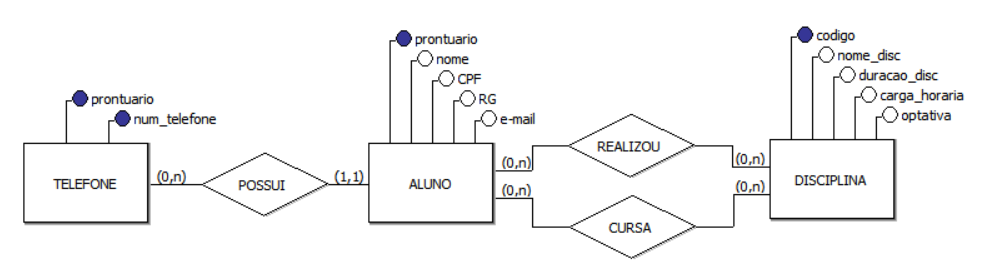 prontuario
num_telefone
TELEFONE
(0,n)
POSSUI
(1,1)
prontuario
nome
CPF
RG
e-mail
ALUNO
(0,n)
(0,n)
REALIZOU
CURSA
(0,n)
(0,n)
codigo
nome_disc
duracao_disc
carga_horaria
optativa
DISCIPLINA